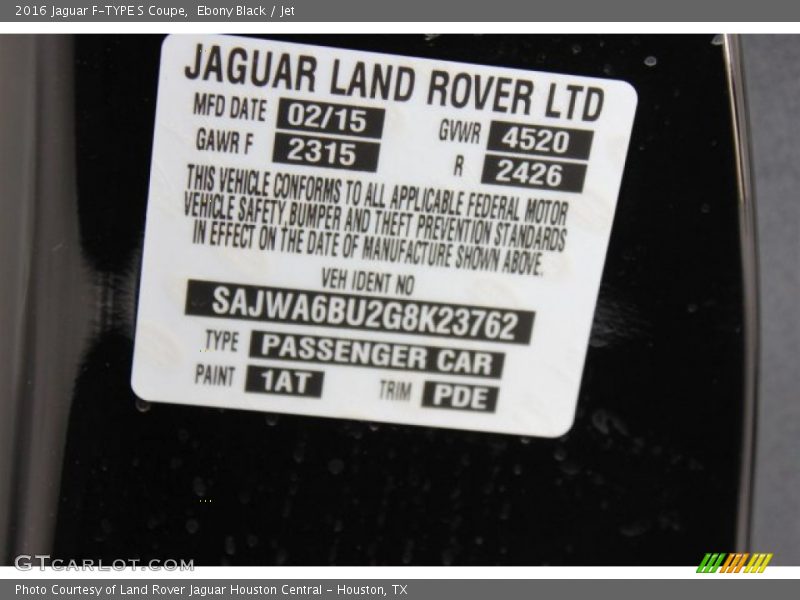 2016 Jaguar F-TYPE S Coupe, Ebony Black / Jet
JAGUAR LAND ROVER LTD
MFD DATE 02/15 GVWR 4520
GAWR F 2315 R 2426
THIS VEHICLE CONFORMS TO ALL APPLICABLE FEDERAL MOTOR
VEHICLE SAFETY, BUMPER AND THEFT PREVENTION STANDARDS
IN EFFECT ON THE DATE OF MANUFACTURE SHOWN ABOVE.
VEH IDENT NO
SAJWA6BU2G8K23762
TYPE PASSENGER CAR
PAINT 1AT TRIM PDE
GTCARLOT.COM
Photo Courtesy of Land Rover Jaguar Houston Central - Houston, TX